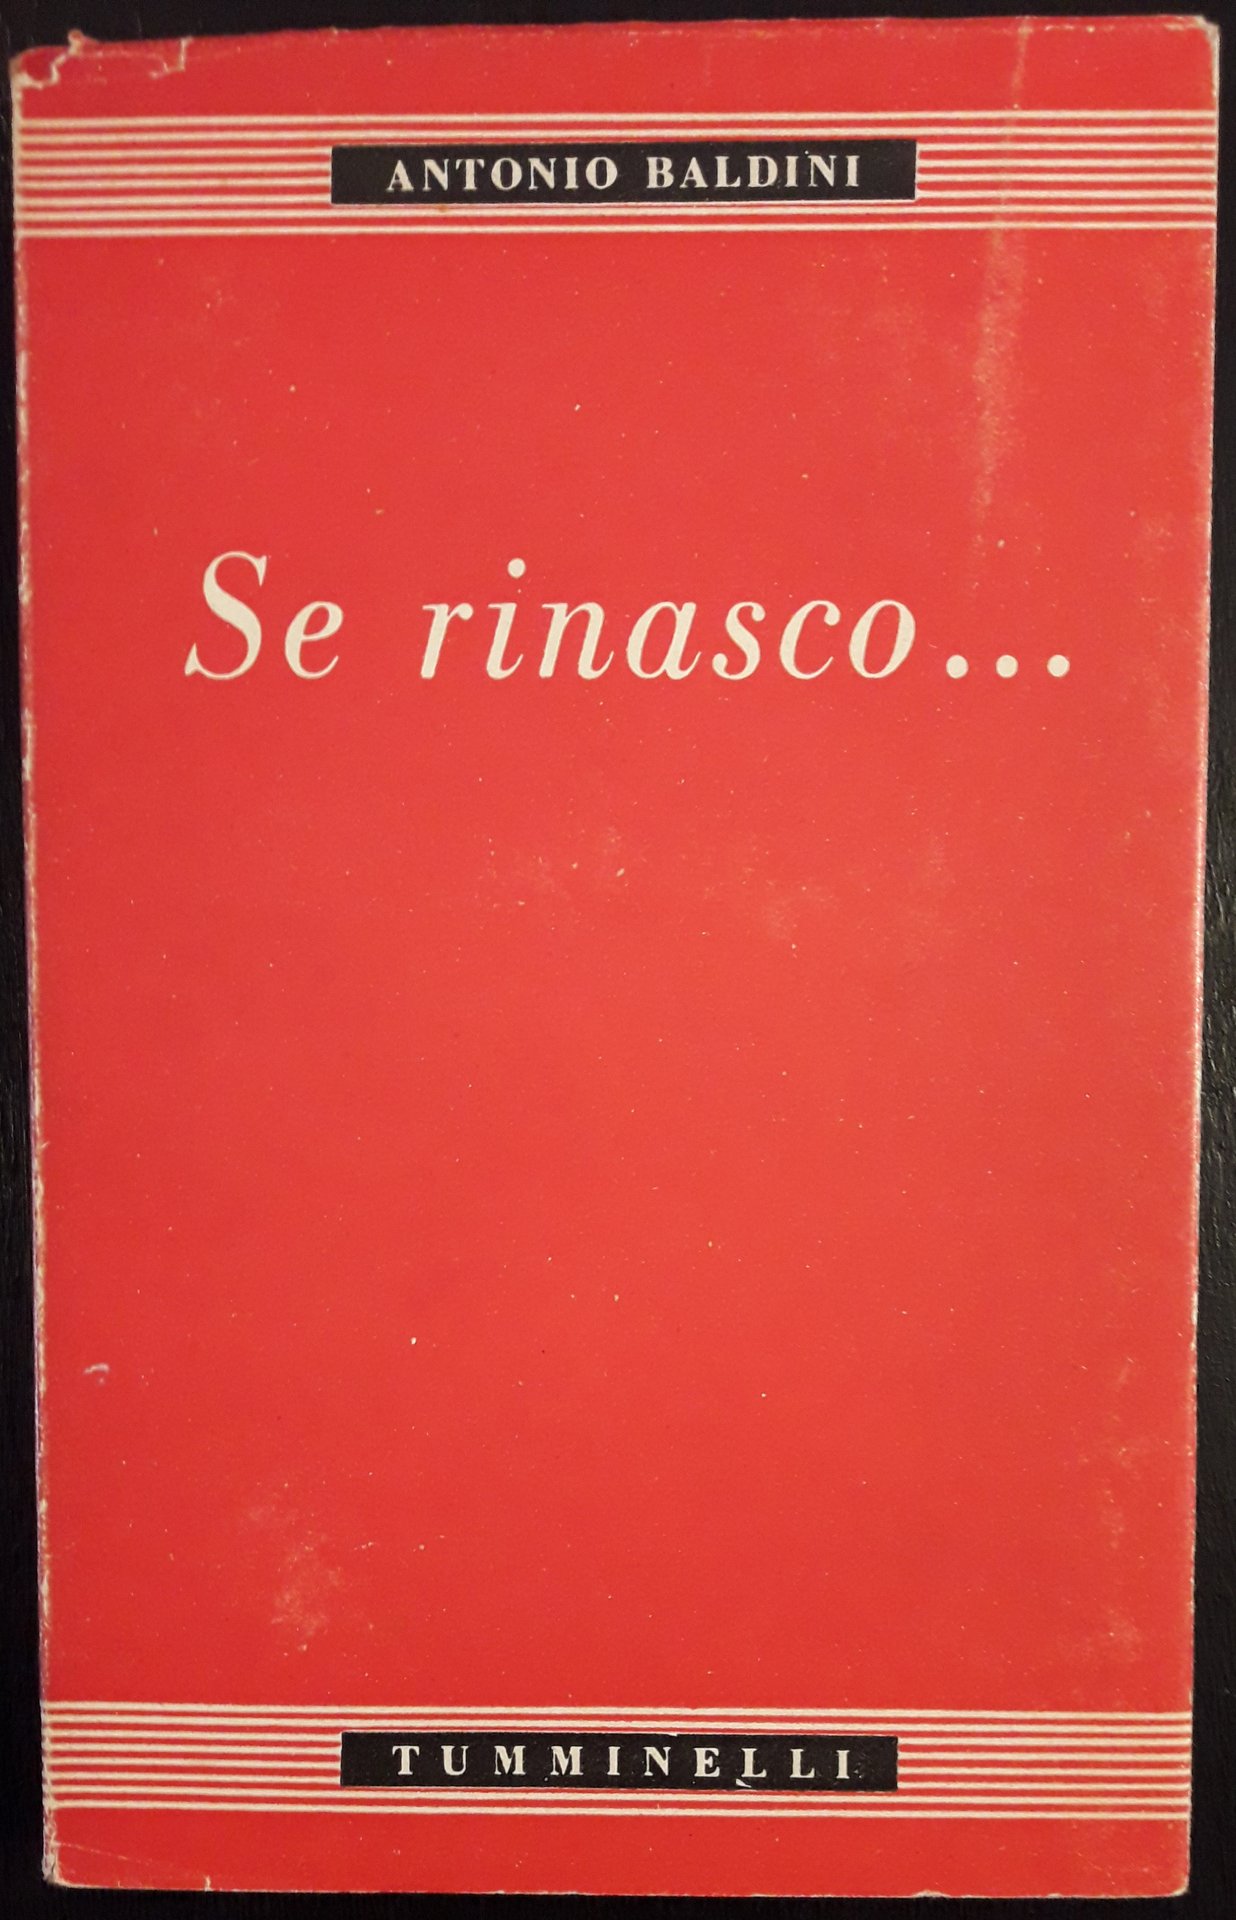 ANTONIO BALDINI
Se rinasco...
TUMMINELLI